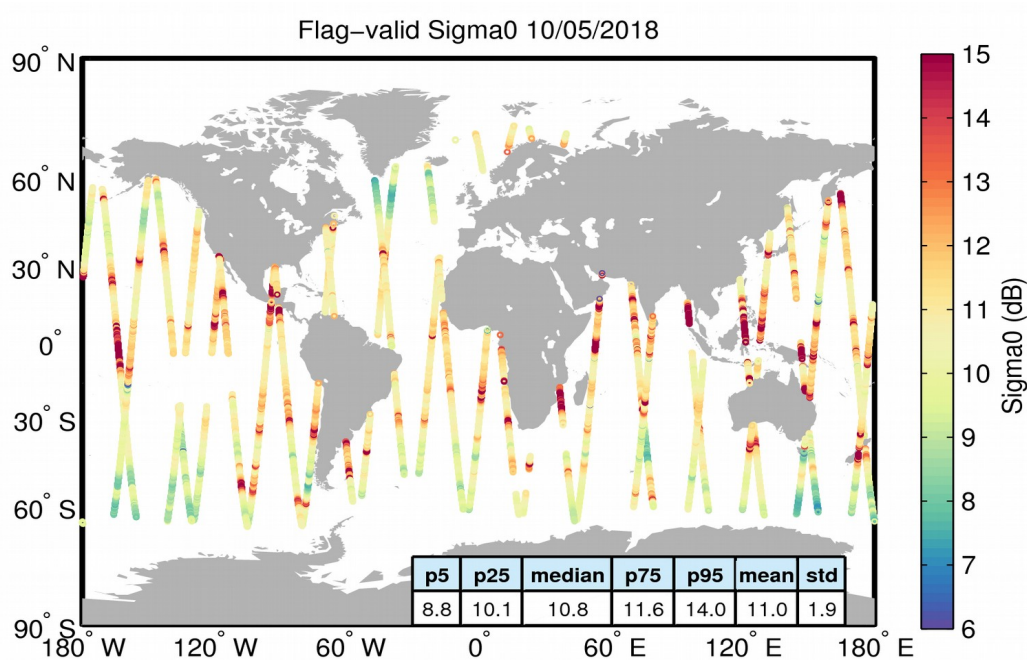 Flag−valid Sigma0 10/05/2018
90° N
60° N
30° N
0°
30° S
60° S
90° S
180° W
120° W
60° W
0°
60° E
120° E
180° E
15
14
13
12
11
10
9
8
7
6
Sigma0 (dB)
p5 p25 median p75 p95 mean std
8.8 10.1 10.8 11.6 14.0 11.0 1.9